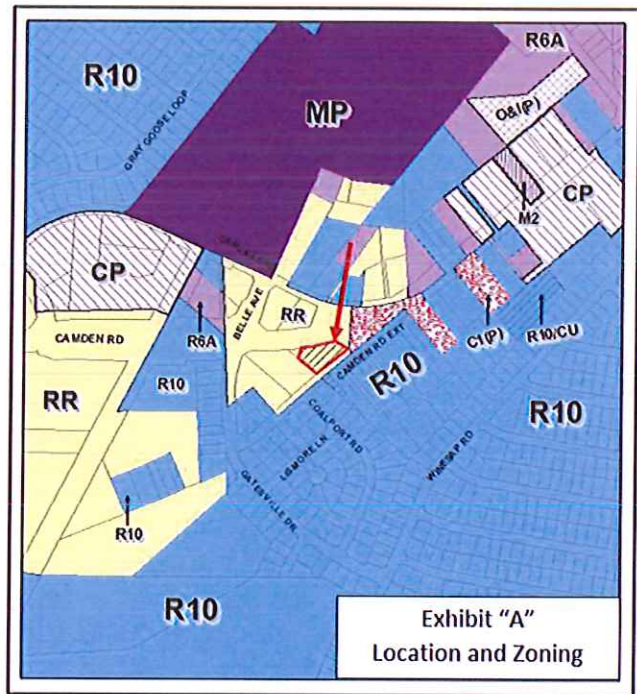 R10
R6A
O&I(P)
GRAY GOOSE LOOP
MP
CP
M2
CP
BELLE AVE
RR
CAMDEN RD
R6A
C1(P)
R10/CU
CAMDEN RD EXT
R10
R10
RR
R10
COALPORT RD
LISMORE LN
WINESAP RD
GATESVILLE DR
R10
R10
Exhibit "A"
Location and Zoning